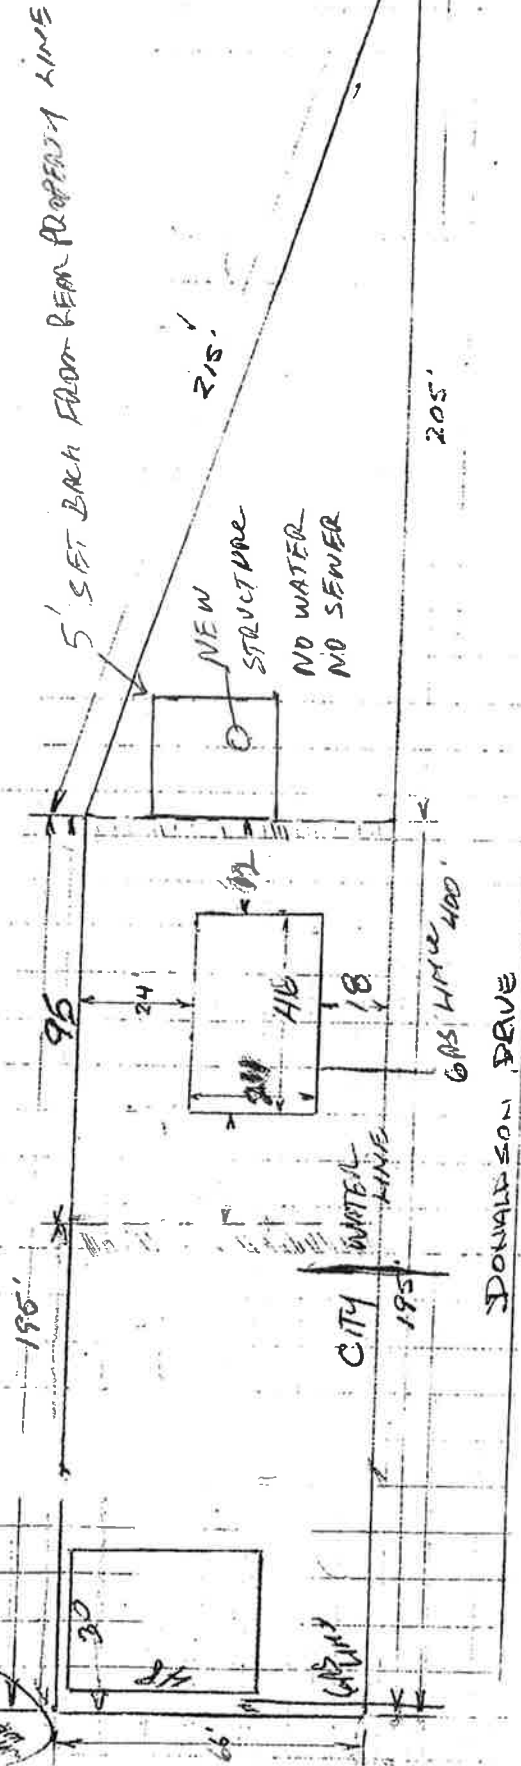 5' SET BACK FROM REAR PROPERTY LINE
215'
205'
NEW
STRUCTURE
NO WATER
NO SEWER
95
24
46
18
GAS LINE 400'
195'
CITY WATER
LINE
195'
DONALDSON DRIVE
30
GAS
LINE
66'